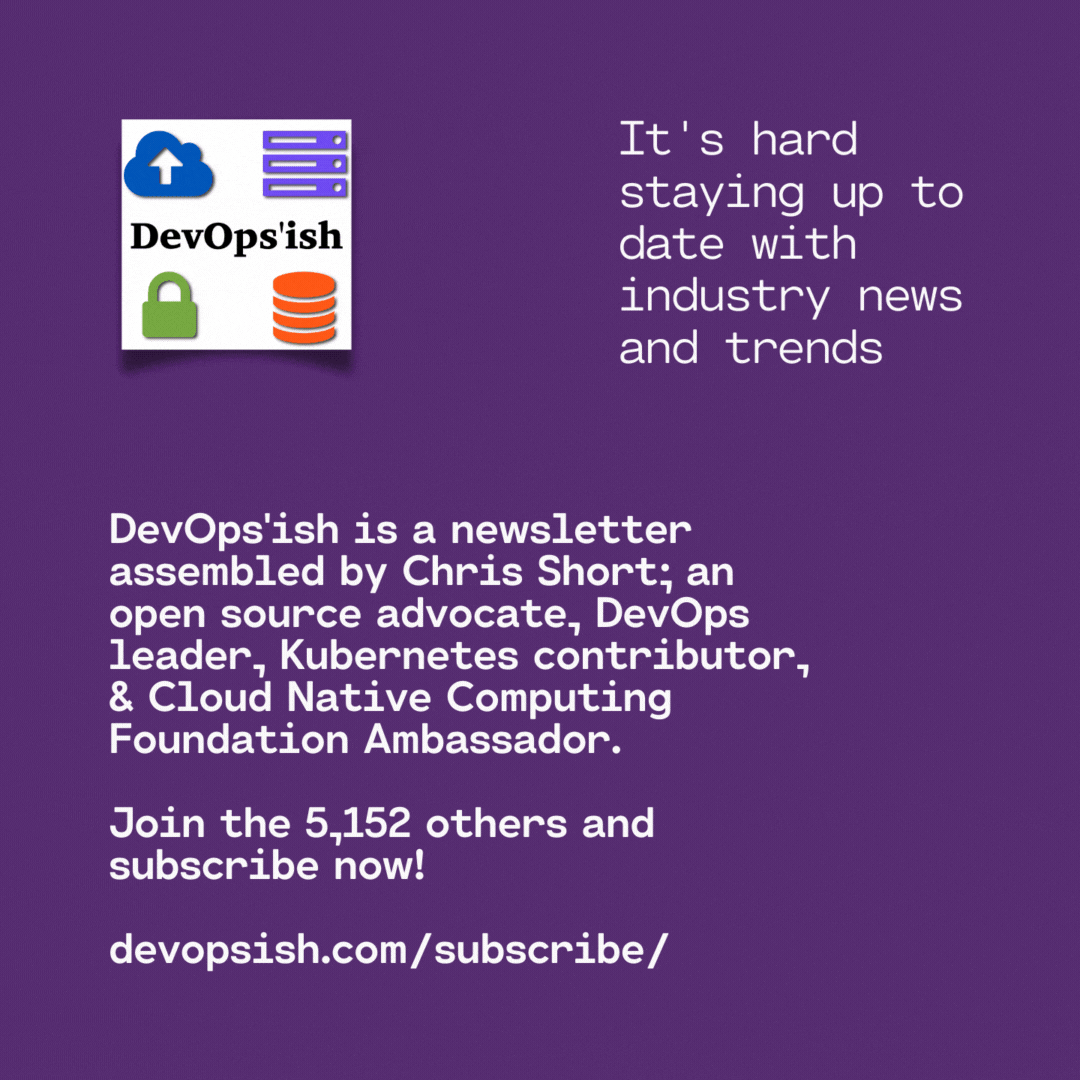 DevOps'ish
It's hard
staying up to
date with
industry news
and trends
DevOps'ish is a newsletter
assembled by Chris Short; an
open source advocate, DevOps
leader, Kubernetes contributor,
& Cloud Native Computing
Foundation Ambassador.
Join the 5,152 others and
subscribe now!
devopsish.com/subscribe/